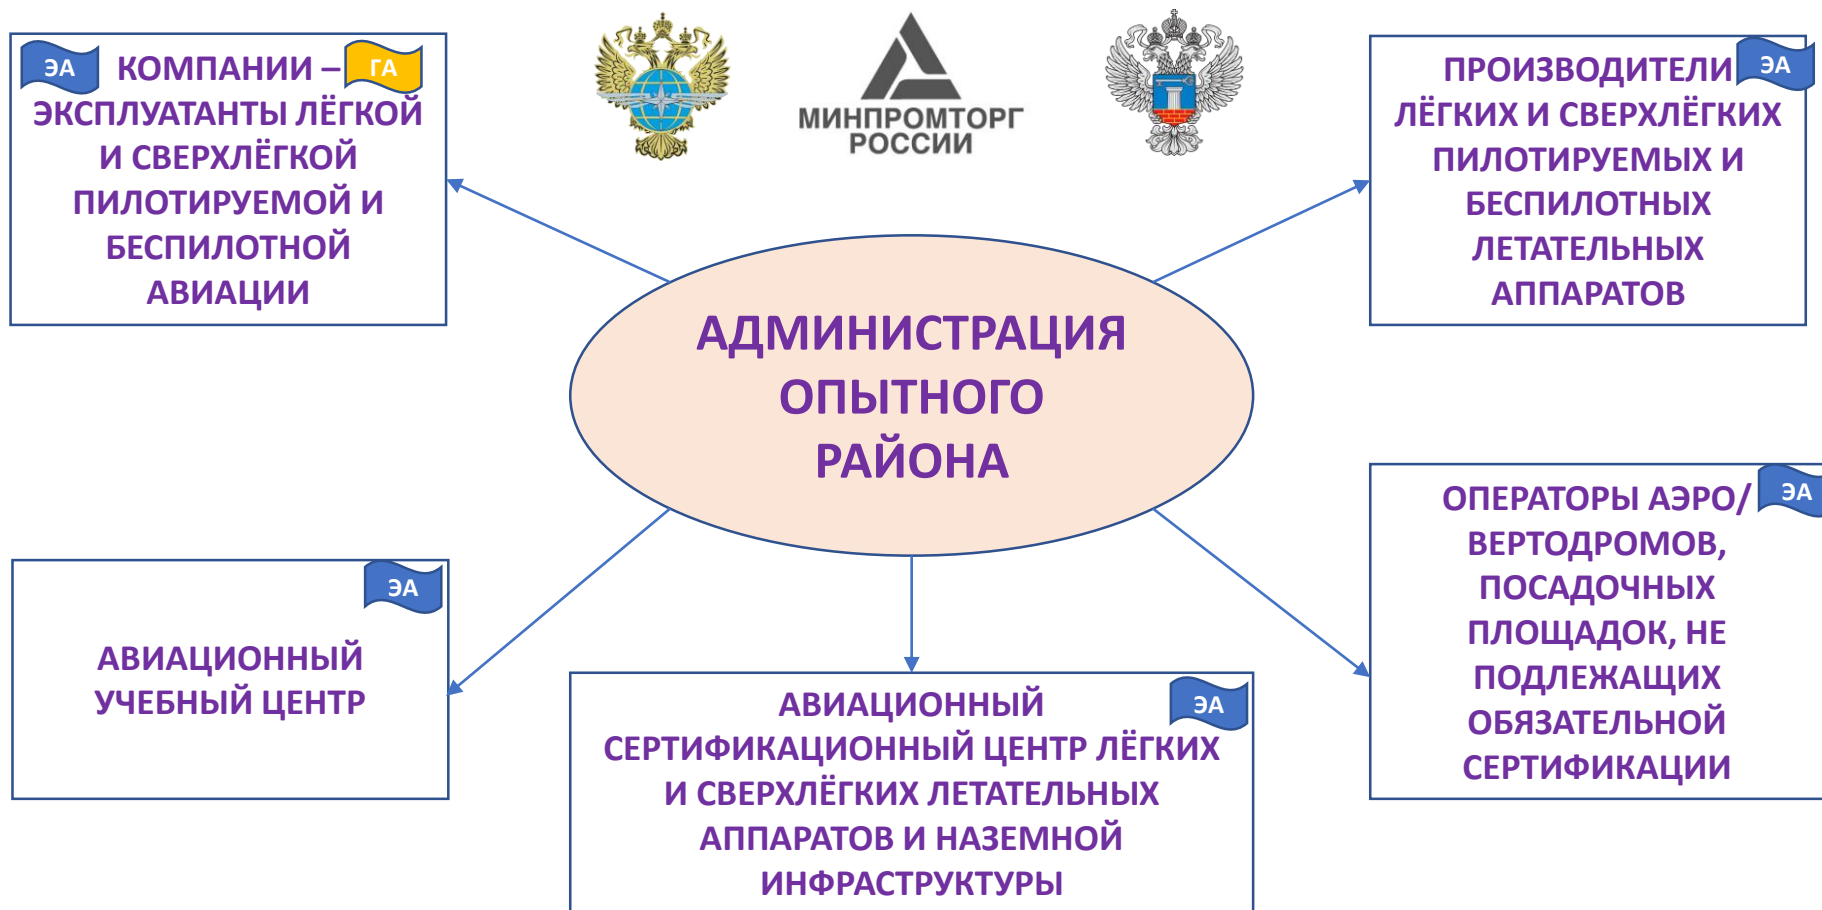 ЭА
ГА
КОМПАНИИ –
ЭКСПЛУАТАНТЫ ЛЁГКОЙ
И СВЕРХЛЁГКОЙ
ПИЛОТИРУЕМОЙ И
БЕСПИЛОТНОЙ
АВИАЦИИ
МИНПРОМТОРГ
РОССИИ
ЭА
ПРОИЗВОДИТЕЛИ
ЛЁГКИХ И СВЕРХЛЁГКИХ
ПИЛОТИРУЕМЫХ И
БЕСПИЛОТНЫХ
ЛЕТАТЕЛЬНЫХ
АППАРАТОВ
АДМИНИСТРАЦИЯ
ОПЫТНОГО
РАЙОНА
ЭА
АВИАЦИОННЫЙ
УЧЕБНЫЙ ЦЕНТР
ЭА
АВИАЦИОННЫЙ
СЕРТИФИКАЦИОННЫЙ ЦЕНТР ЛЁГКИХ
И СВЕРХЛЁГКИХ ЛЕТАТЕЛЬНЫХ
АППАРАТОВ И НАЗЕМНОЙ
ИНФРАСТРУКТУРЫ
ЭА
ОПЕРАТОРЫ АЭРО/
ВЕРТОДРОМОВ,
ПОСАДОЧНЫХ
ПЛОЩАДОК, НЕ
ПОДЛЕЖАЩИХ
ОБЯЗАТЕЛЬНОЙ
СЕРТИФИКАЦИИ